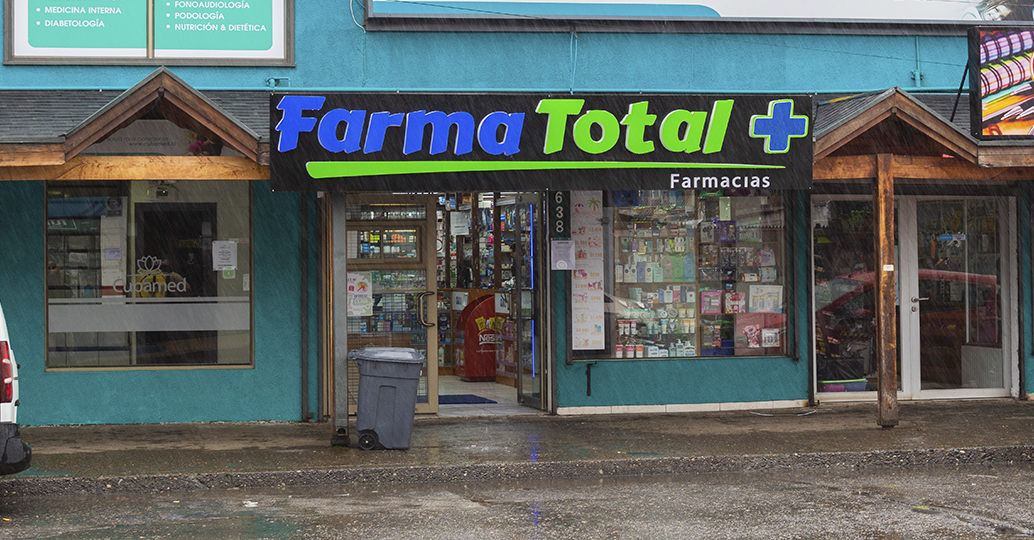 MEDICINA INTERNA
DIABETOLOGÍA
FONOAUDIOLOGÍA
PODOLOGÍA
NUTRICIÓN & DIETÉTICA
Farma Total
Farmacias
638
Cubamed
Nestlé